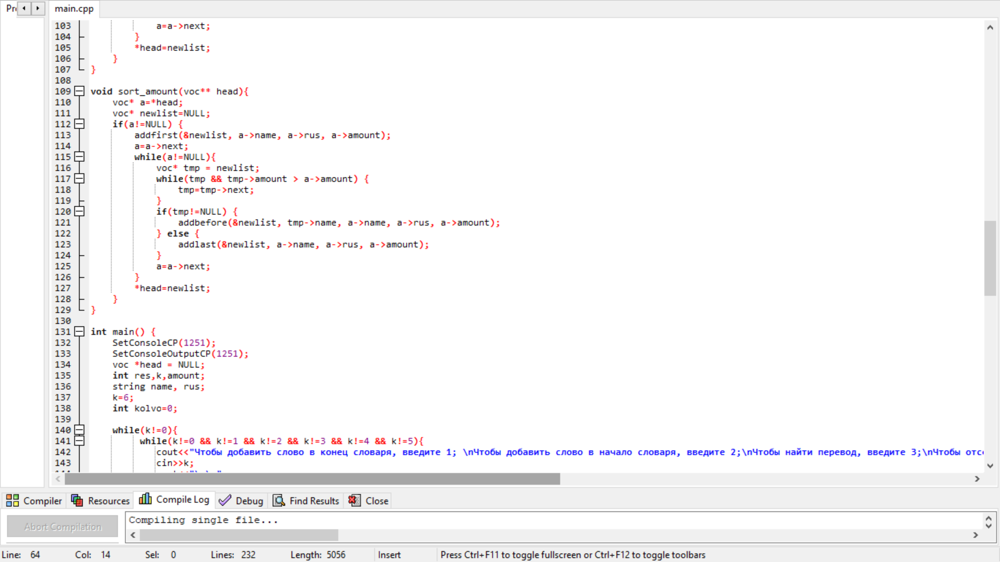 main.cpp
103 a=a->next;
104 }
105 *head=newlist;
106 }
107 }
108
109 void sort_amount(voc** head){
110 voc* a=*head;
111 voc* newlist=NULL;
112 if(a!=NULL) {
113 addfirst(&newlist, a->name, a->rus, a->amount);
114 a=a->next;
115 while(a!=NULL){
116 voc* tmp = newlist;
117 while(tmp && tmp->amount > a->amount) {
118 tmp=tmp->next;
119 }
120 if(tmp!=NULL) {
121 addbefore(&newlist, tmp->name, a->name, a->rus, a->amount);
122 } else {
123 addlast(&newlist, a->name, a->rus, a->amount);
124 }
125 a=a->next;
126 }
127 *head=newlist;
128 }
129 }
130
131 int main() {
132 SetConsoleCP(1251);
133 SetConsoleOutputCP(1251);
134 voc *head = NULL;
135 int res,k,amount;
136 string name, rus;
137 k=6;
138 int kolvo=0;
139
140 while(k!=0){
141 while(k!=0 && k!=1 && k!=2 && k!=3 && k!=4 && k!=5){
142 cout<<"Чтобы добавить слово в конец словаря, введите 1; \nЧтобы добавить слово в начало словаря, введите 2;\nЧтобы найти перевод, введите 3;\nЧтобы
143 cin>>k;
Compiler Resources Compile Log Debug Find Results Close
Abort Compilation
Compiling single file...
Line: 64 Col: 14 Sel: 0 Lines: 232 Length: 5056 Insert Press Ctrl+F11 to toggle fullscreen or Ctrl+F12 to toggle toolbars